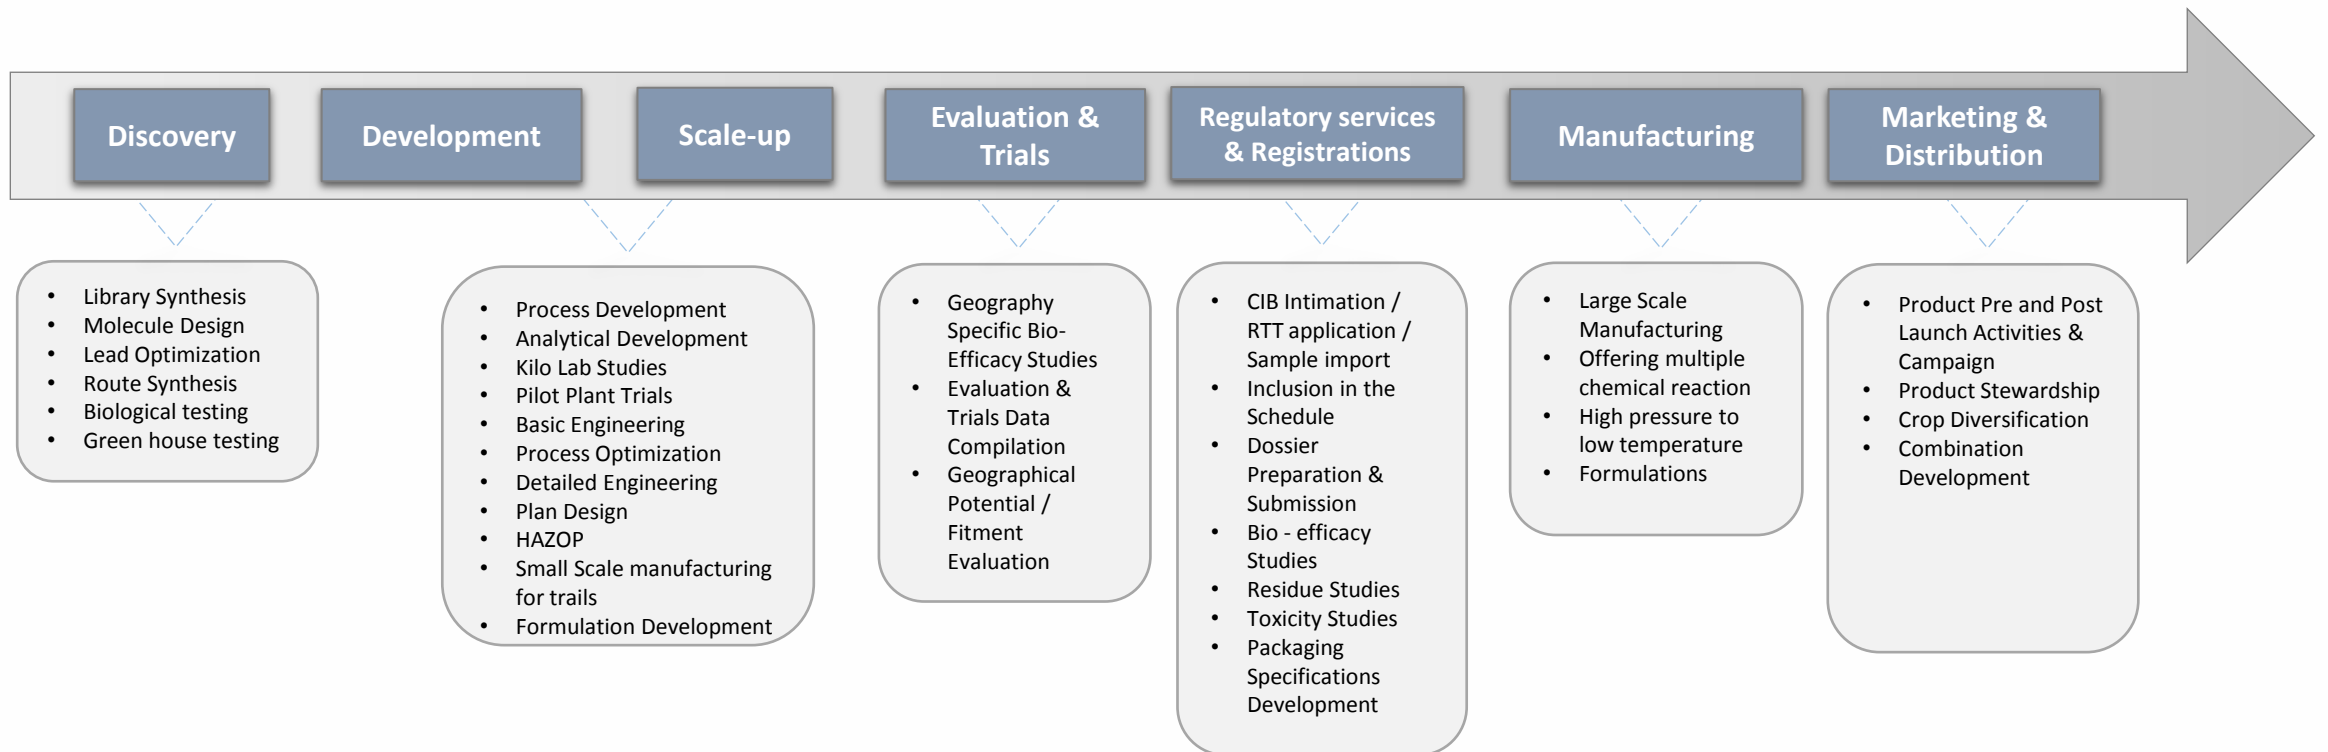 Discovery
Development
Scale-up
Evaluation &
Trials
Regulatory services
& Registrations
Manufacturing
Marketing &
Distribution
• Library Synthesis
• Molecule Design
• Lead Optimization
• Route Synthesis
• Biological testing
• Green house testing
• Process Development
• Analytical Development
• Kilo Lab Studies
• Pilot Plant Trials
• Basic Engineering
• Process Optimization
• Detailed Engineering
• Plan Design
• HAZOP
• Small Scale manufacturing
for trails
• Formulation Development
• Geography
Specific Bio-
Efficacy Studies
• Evaluation &
Trials Data
Compilation
• Geographical
Potential /
Fitment
Evaluation
• CIB Intimation /
RTT application /
Sample import
• Inclusion in the
Schedule
• Dossier
Preparation &
Submission
• Bio - efficacy
Studies
• Residue Studies
• Toxicity Studies
• Packaging
Specifications
Development
• Large Scale
Manufacturing
• Offering multiple
chemical reaction
• High pressure to
low temperature
• Formulations
• Product Pre and Post
Launch Activities &
Campaign
• Product Stewardship
• Crop Diversification
• Combination
Development